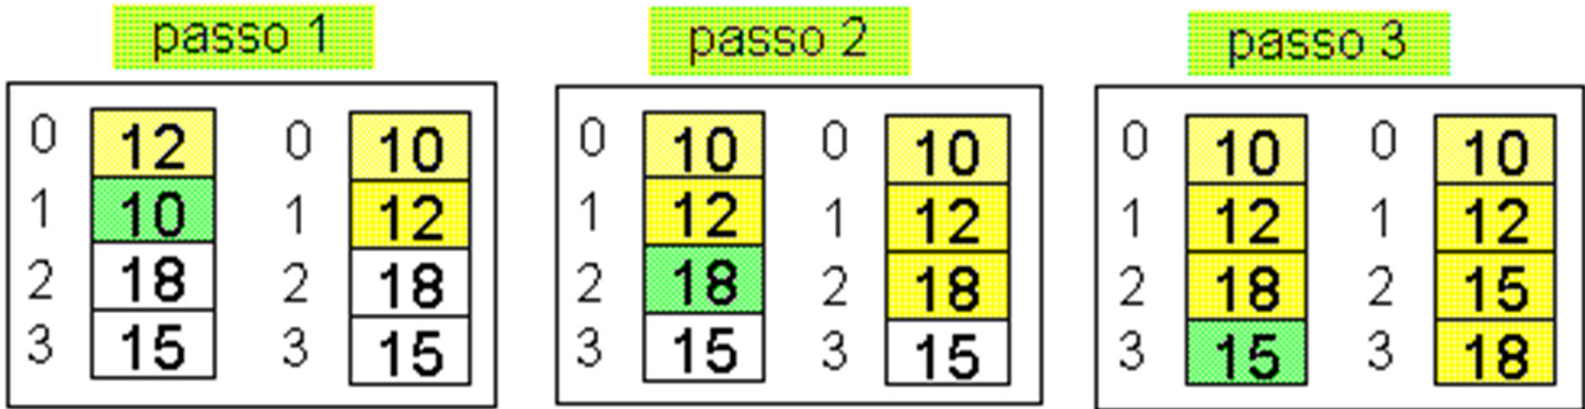 passo 1
passo 2
passo 3
0 12 0 10 0 10 0 10 0 10 0 10
1 10 1 12 1 12 1 12 1 12 1 12
2 18 2 18 2 18 2 18 2 18 2 15
3 15 3 15 3 15 3 15 3 15 3 18